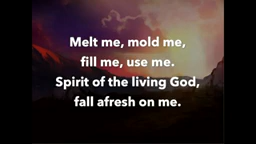 Melt me, mold me,
fill me, use me.
Spirit of the living God,
fall afresh on me.